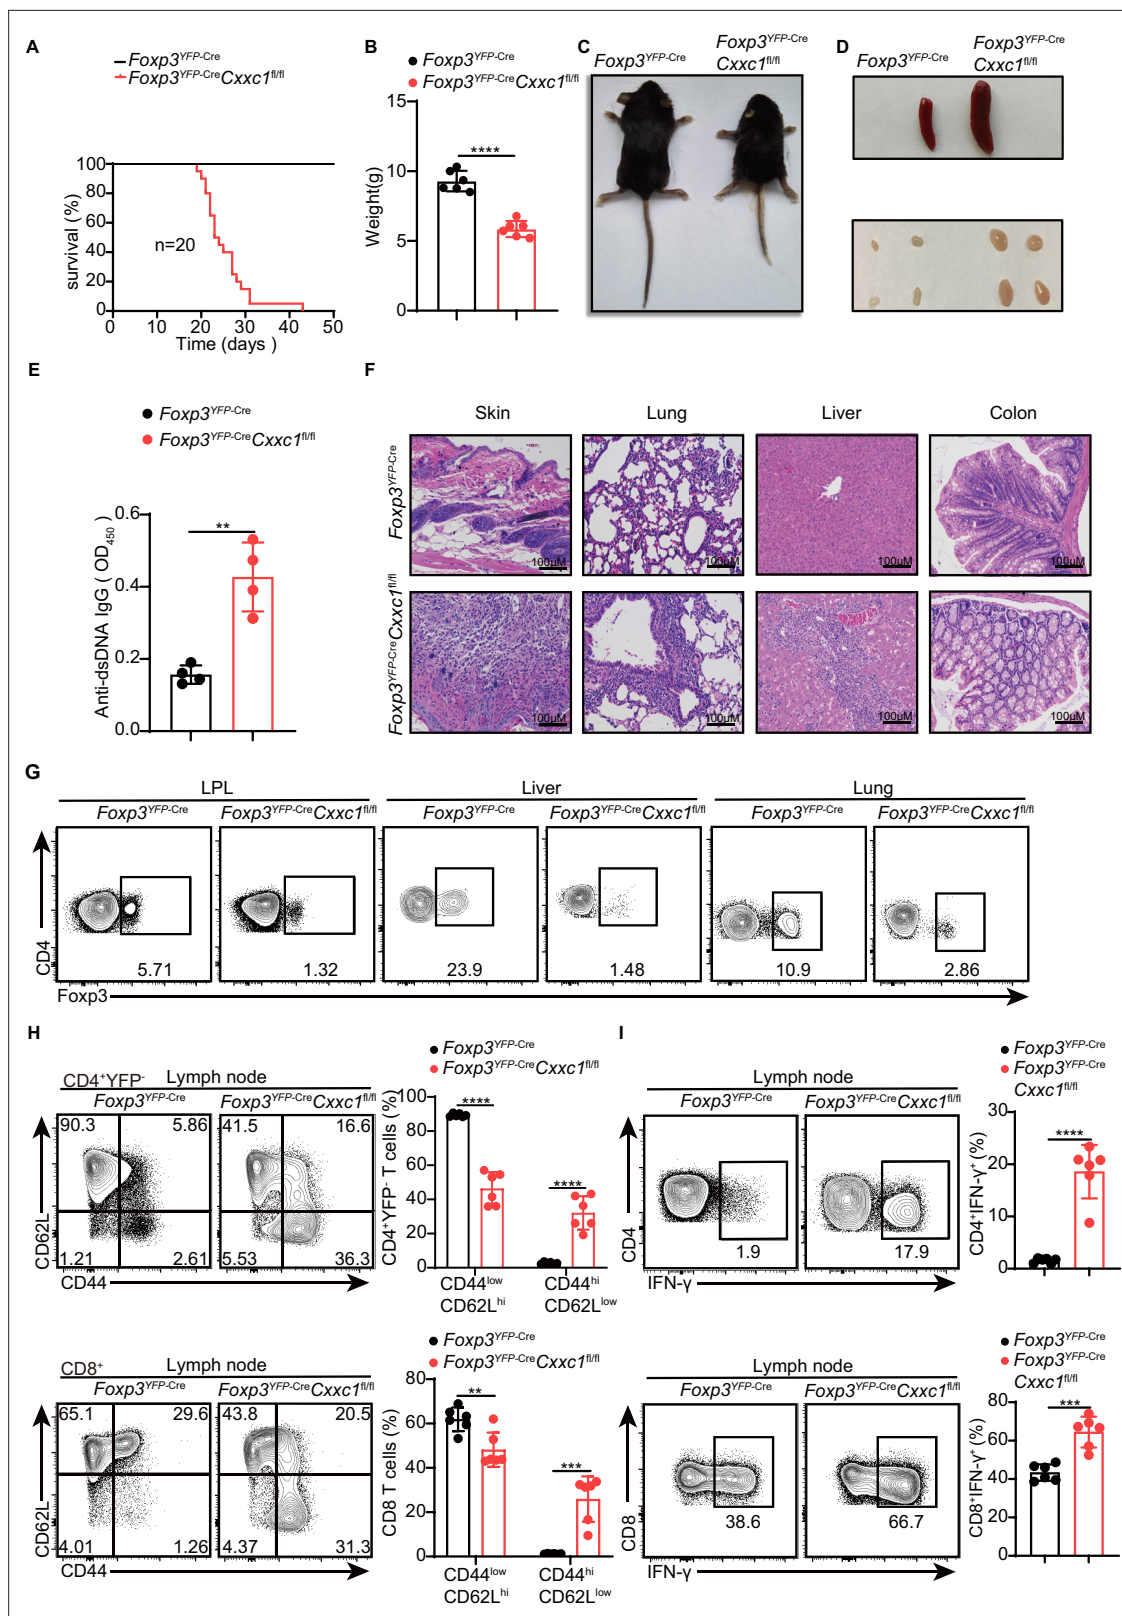 A
Foxp3YFP-Cre
Foxp3YFP-CreCxxc1fl/fl
survival (%)
100
80
60
40
20
0
n=20
0 10 20 30 40 50
Time (days )
B
Foxp3YFP-Cre
Foxp3YFP-CreCxxc1fl/fl
Weight(g)
15
10
5
0
****
C
Foxp3YFP-Cre
Foxp3YFP-Cre
Cxxc1fl/fl
D
Foxp3YFP-Cre
Foxp3YFP-Cre
Cxxc1fl/fl
E
Foxp3YFP-Cre
Foxp3YFP-CreCxxc1fl/fl
Anti-dsDNA IgG ( OD450)
0.6
0.4
0.2
0.0
**
F
Skin Lung Liver Colon
Foxp3YFP-Cre
100uM 100uM 100uM 100uM
Foxp3YFP-CreCxxc1fl/fl
100uM 100uM 100uM 100uM
G
LPL Liver Lung
Foxp3YFP-Cre Foxp3YFP-CreCxxc1fl/fl Foxp3YFP-Cre Foxp3YFP-CreCxxc1fl/fl Foxp3YFP-Cre Foxp3YFP-CreCxxc1fl/fl
CD4
5.71 1.32 23.9 1.48 10.9 2.86
Foxp3
H
CD4+YFP- Lymph node
Foxp3YFP-Cre Foxp3YFP-CreCxxc1fl/fl
90.3 5.86 41.5 16.6
CD62L
1.21 2.61 5.53 36.3
CD44
Foxp3YFP-Cre
Foxp3YFP-CreCxxc1fl/fl
CD4+YFP- T cells (%)
100
80
60
40
20
0
**** ****
CD44low CD44hi
CD62Lhi CD62Llow
CD8+
Lymph node
Foxp3YFP-Cre Foxp3YFP-CreCxxc1fl/fl
65.1 29.6 43.8 20.5
CD62L
4.01 1.26 4.37 31.3
CD44
Foxp3YFP-Cre
Foxp3YFP-CreCxxc1fl/fl
CD8 T cells (%)
80
60
40
20
0
** ***
CD44low CD44hi
CD62Lhi CD62Llow
I
Lymph node
Foxp3YFP-Cre Foxp3YFP-CreCxxc1fl/fl
CD4
1.9 17.9
IFN-γ
Foxp3YFP-Cre
Foxp3YFP-Cre
Cxxc1fl/fl
CD4+IFN-γ+ (%)
30
20
10
0
****
Lymph node
Foxp3YFP-Cre Foxp3YFP-CreCxxc1fl/fl
CD8
38.6 66.7
IFN-γ
Foxp3YFP-Cre
Foxp3YFP-Cre
Cxxc1fl/fl
CD8+IFN-γ+ (%)
80
60
40
20
0
***